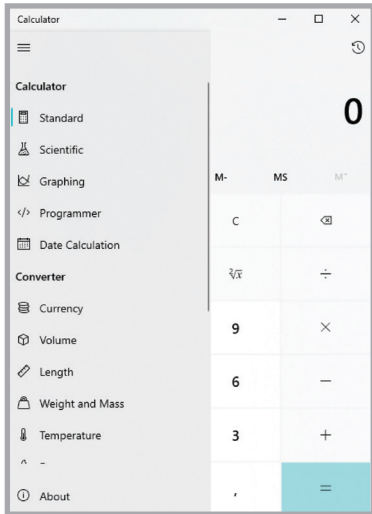 Calculator
Calculator
0
Standard
Scientific
Graphing
M- MS M˅
</> Programmer
C
Date Calculation
Converter
²√x ÷
Currency
9 ×
Volume
Length
6 −
Weight and Mass
Temperature
3 +
About
, =